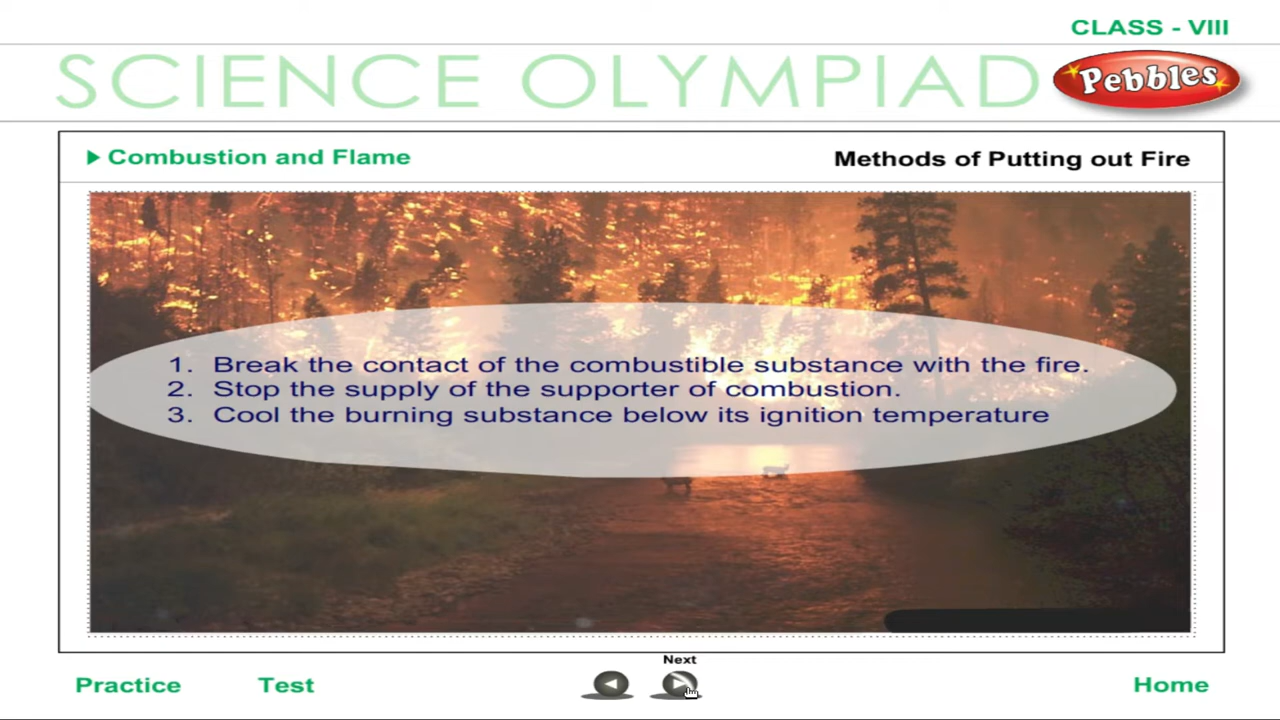 CLASS - VIII
SCIENCE OLYMPIAD
Pebbles
Combustion and Flame
Methods of Putting out Fire
1. Break the contact of the combustible substance with the fire.
2. Stop the supply of the supporter of combustion.
3. Cool the burning substance below its ignition temperature
Next
Practice
Test
Home